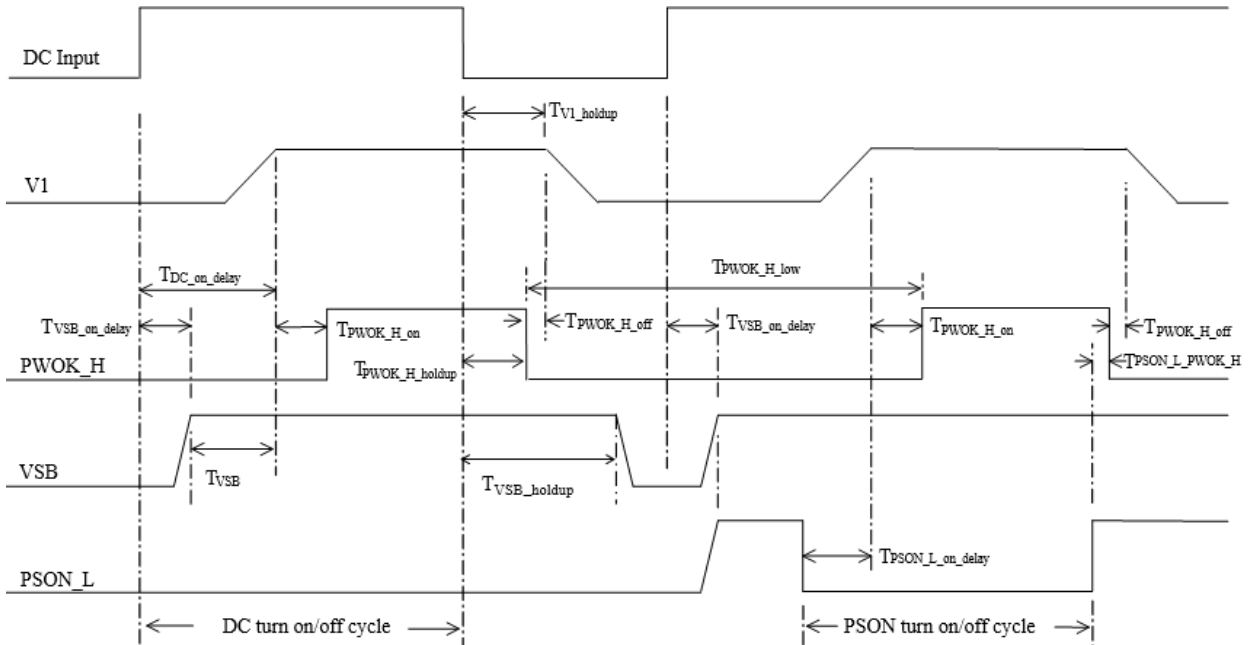 DC Input
TV1_holdup
V1
TDC_on_delay
TPWOK_H_low
TVSB_on_delay
TPWOK_H_on
TPWOK_H_off
TVSB_on_delay
TPWOK_H_on
TPWOK_H_off
PWOK_H
TPWOK_H_holdup
TPSON_L_PWOK_H
VSB
TVSB
TVSB_holdup
PSON_L
TPSON_L_on_delay
DC turn on/off cycle
PSON turn on/off cycle